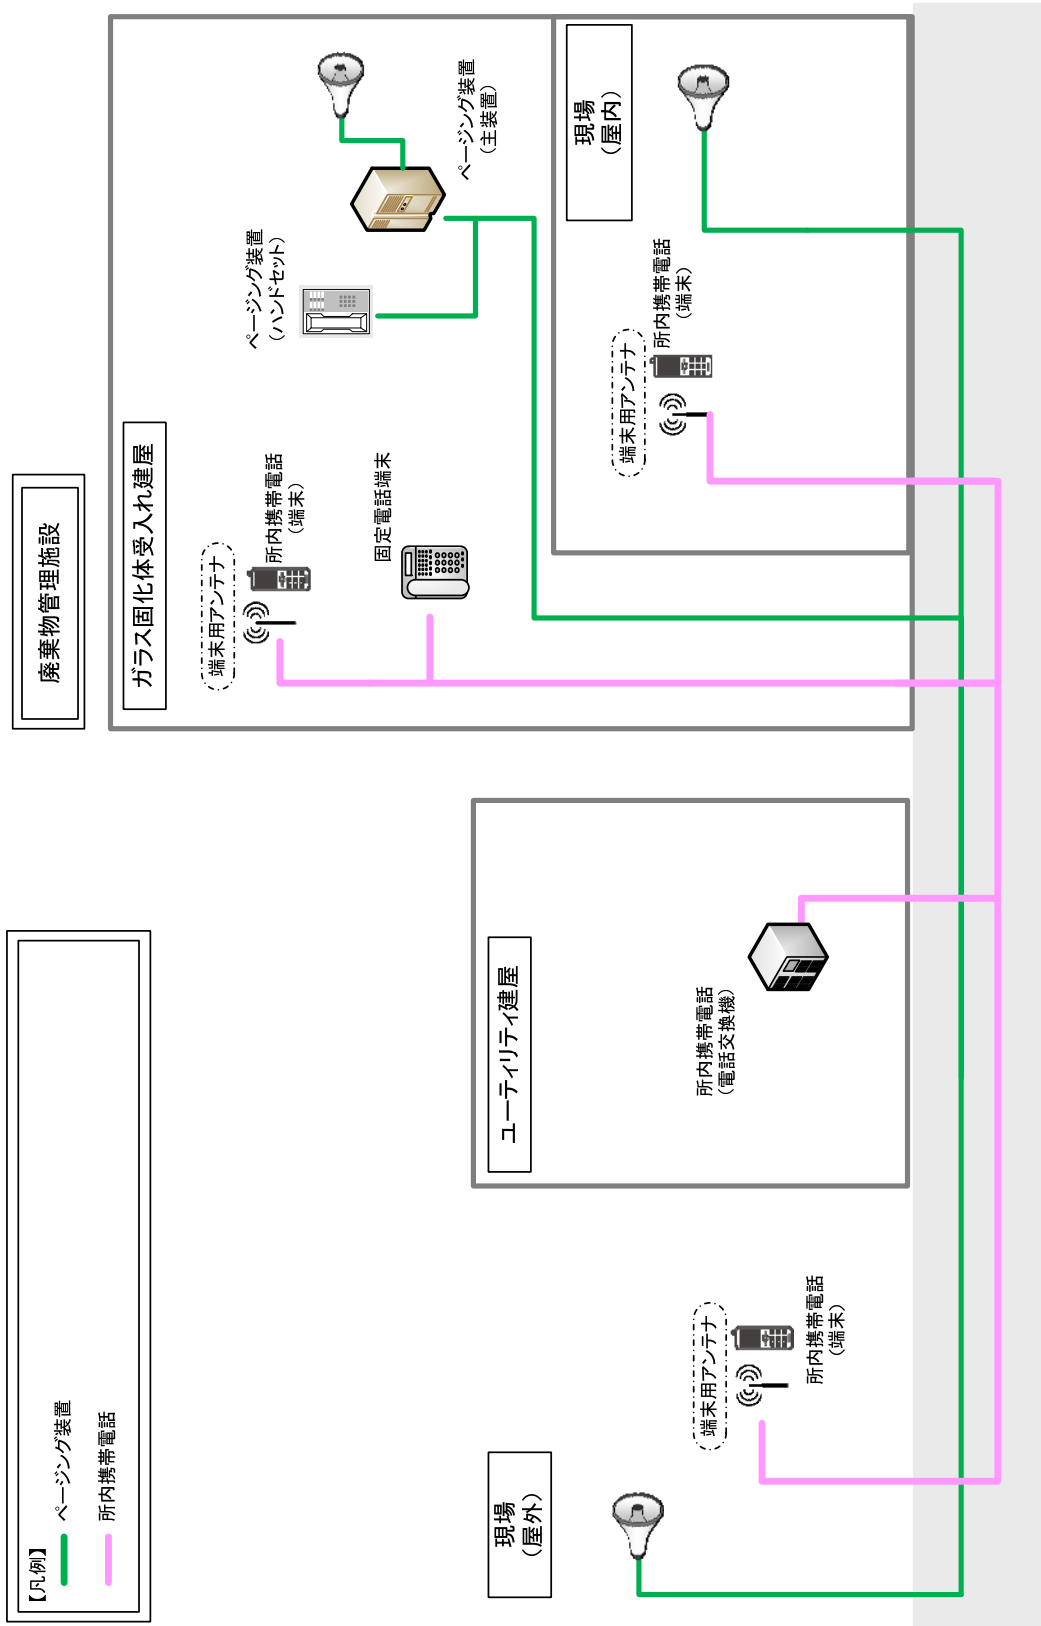 【凡例】
ページング装置
所内携帯電話
廃棄物管理施設
現場
（屋外）
端末用アンテナ
所内携帯電話
（端末）
ユーティリティ建屋
所内携帯電話
（電話交換機）
ガラス固化体受入れ建屋
端末用アンテナ
所内携帯電話
（端末）
固定電話端末
ページング装置
（ハンドセット）
ページング装置
（主装置）
現場
（屋内）
端末用アンテナ
所内携帯電話
（端末）